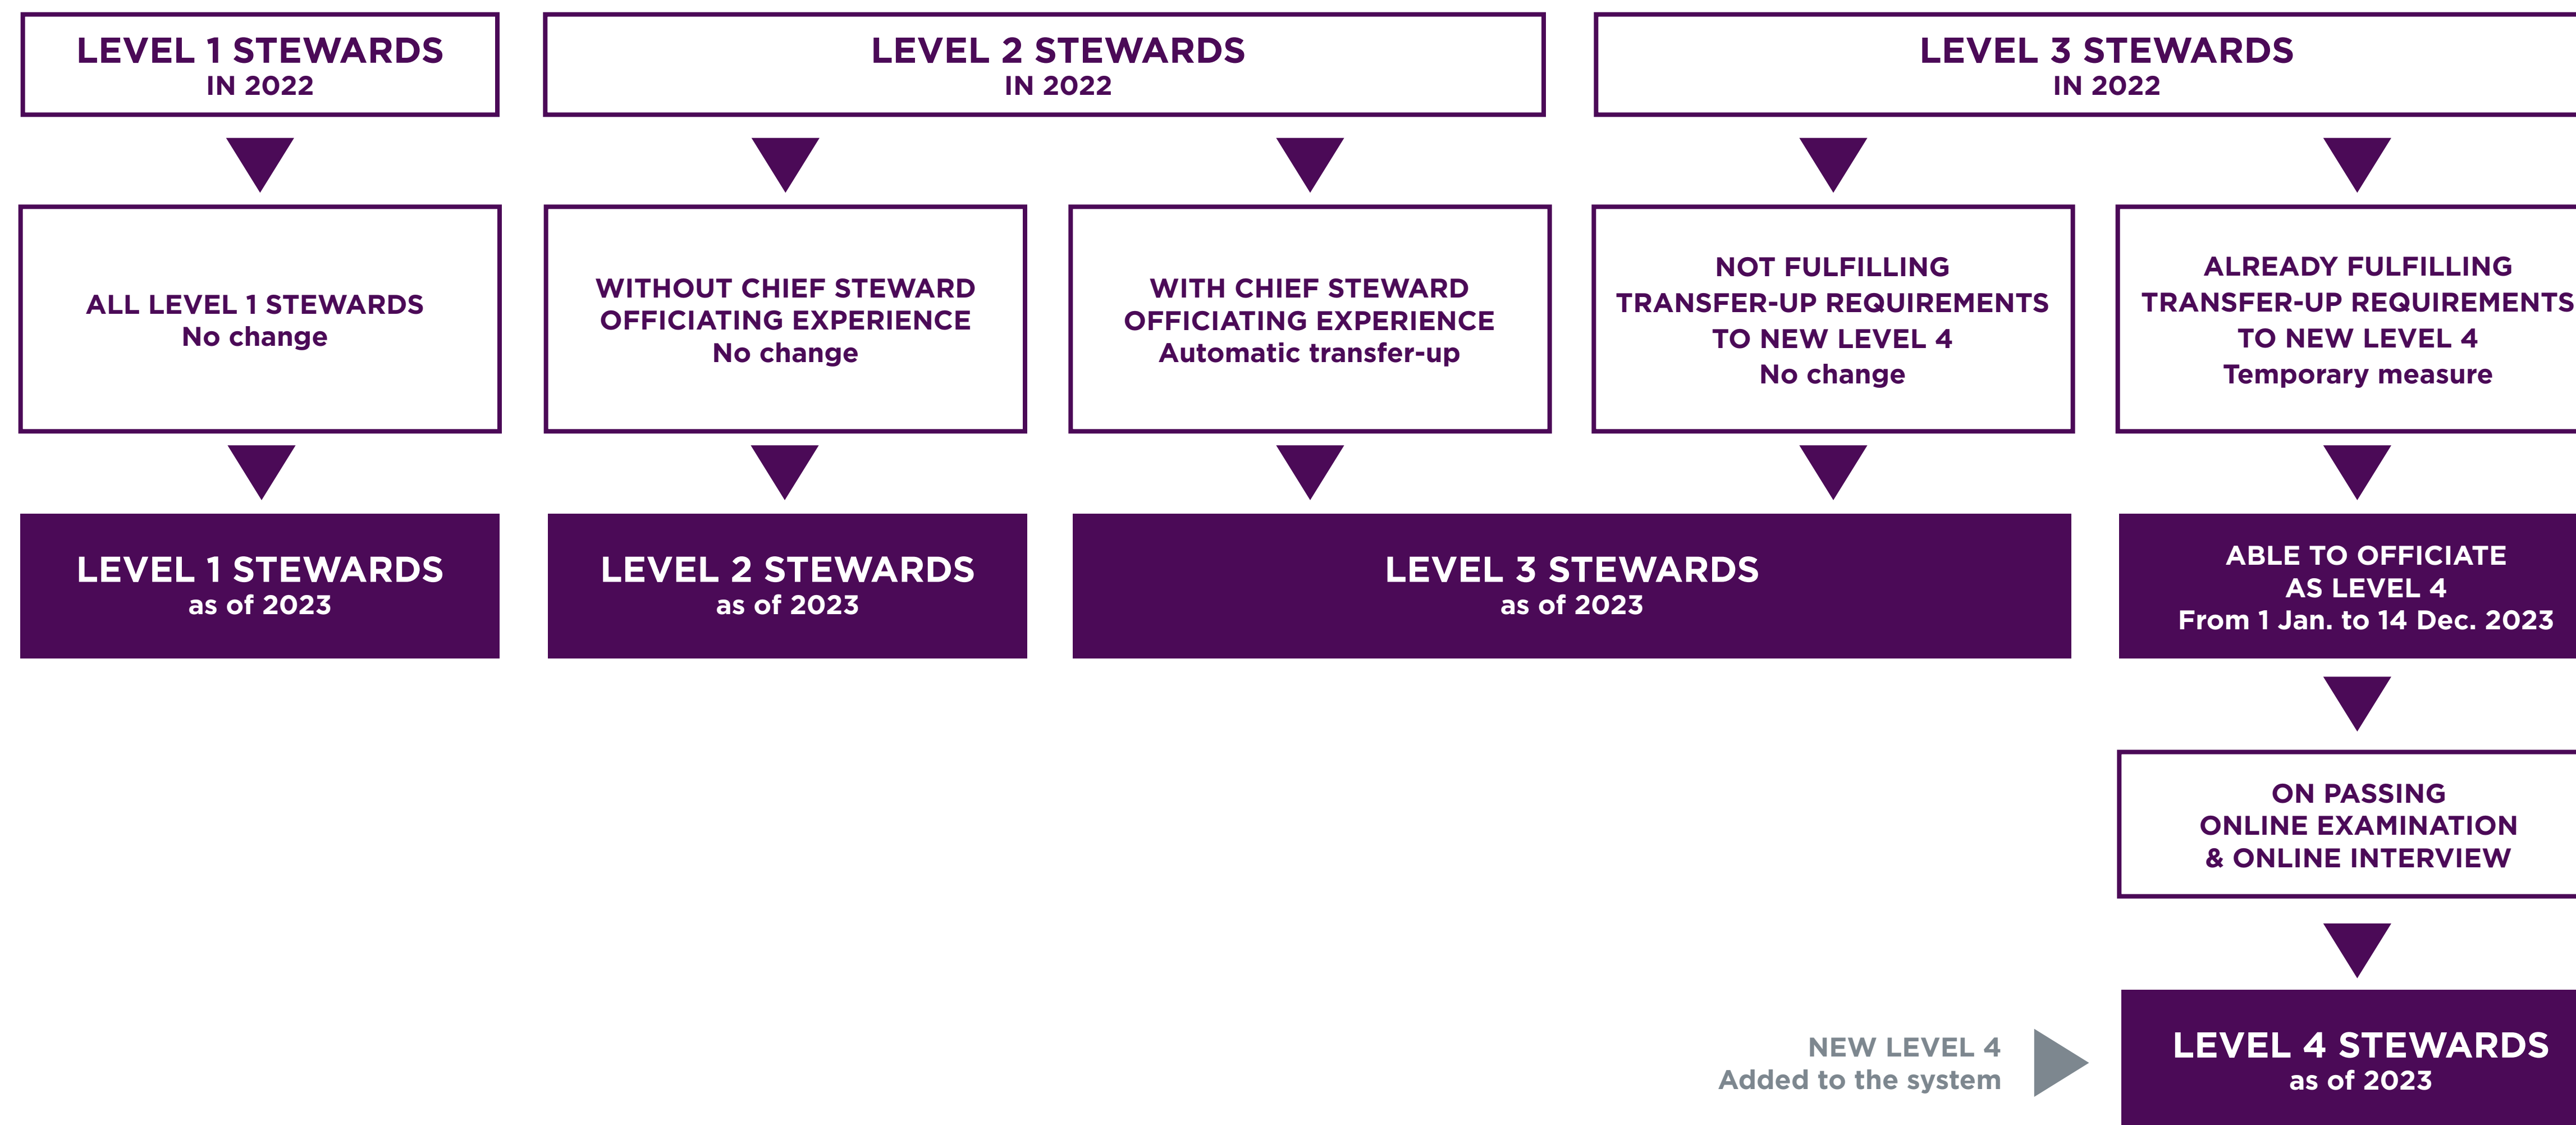 LEVEL 1 STEWARDS
IN 2022
LEVEL 2 STEWARDS
IN 2022
LEVEL 3 STEWARDS
IN 2022
ALL LEVEL 1 STEWARDS
No change
WITHOUT CHIEF STEWARD
OFFICIATING EXPERIENCE
No change
WITH CHIEF STEWARD
OFFICIATING EXPERIENCE
Automatic transfer-up
NOT FULFILLING
TRANSFER-UP REQUIREMENTS
TO NEW LEVEL 4
No change
ALREADY FULFILLING
TRANSFER-UP REQUIREMENTS
TO NEW LEVEL 4
Temporary measure
LEVEL 1 STEWARDS
as of 2023
LEVEL 2 STEWARDS
as of 2023
LEVEL 3 STEWARDS
as of 2023
ABLE TO OFFICIATE
AS LEVEL 4
From 1 Jan. to 14 Dec. 2023
ON PASSING
ONLINE EXAMINATION
& ONLINE INTERVIEW
NEW LEVEL 4
Added to the system
LEVEL 4 STEWARDS
as of 2023